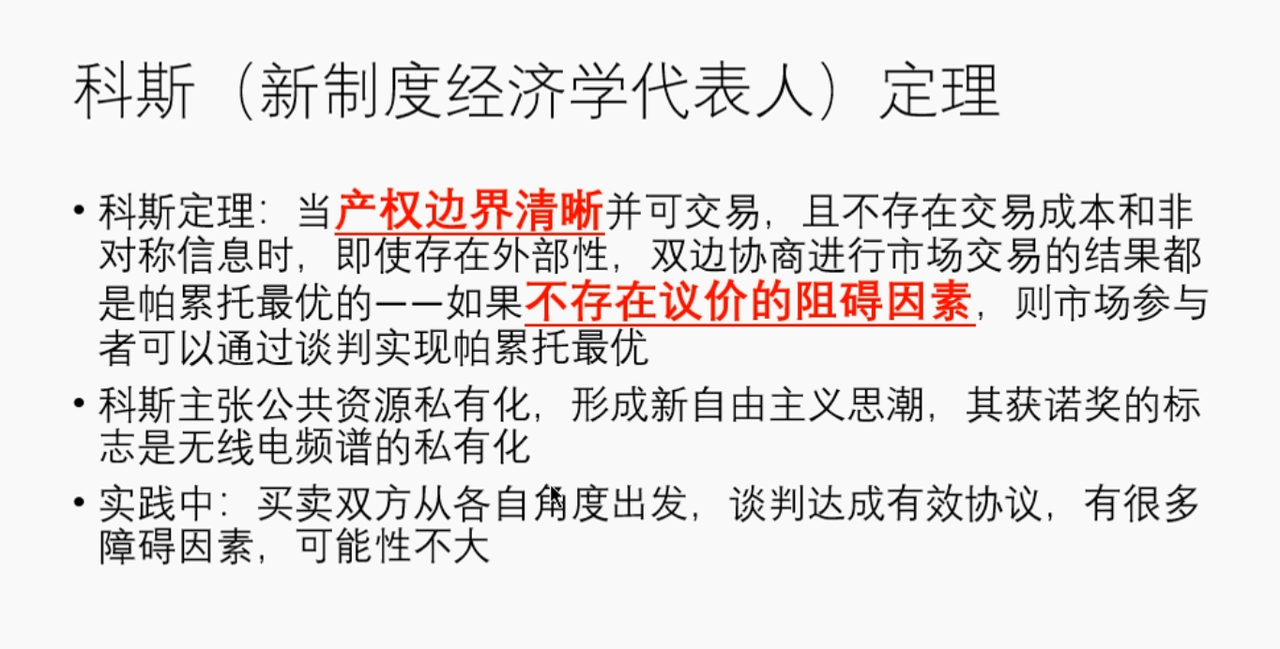 科斯（新制度经济学代表人）定理
• 科斯定理：当产权边界清晰并可交易，且不存在交易成本和非
对称信息时，即使存在外部性，双边协商进行市场交易的结果都
是帕累托最优的——如果不存在议价的阻碍因素，则市场参与
者可以通过谈判实现帕累托最优
• 科斯主张公共资源私有化，形成新自由主义思潮，其获诺奖的标
志是无线电频谱的私有化
• 实践中：买卖双方从各自角度出发，谈判达成有效协议，有很多
障碍因素，可能性不大